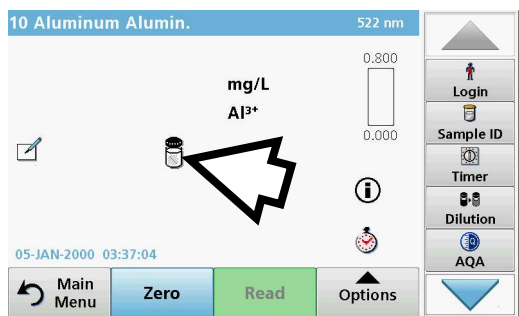 10 Aluminum Alumin.
522 nm
0.800
mg/L
Al³⁺
0.000
05-JAN-2000 03:37:04
Main
Menu
Zero
Read
Options
Login
Sample ID
Timer
Dilution
AQA